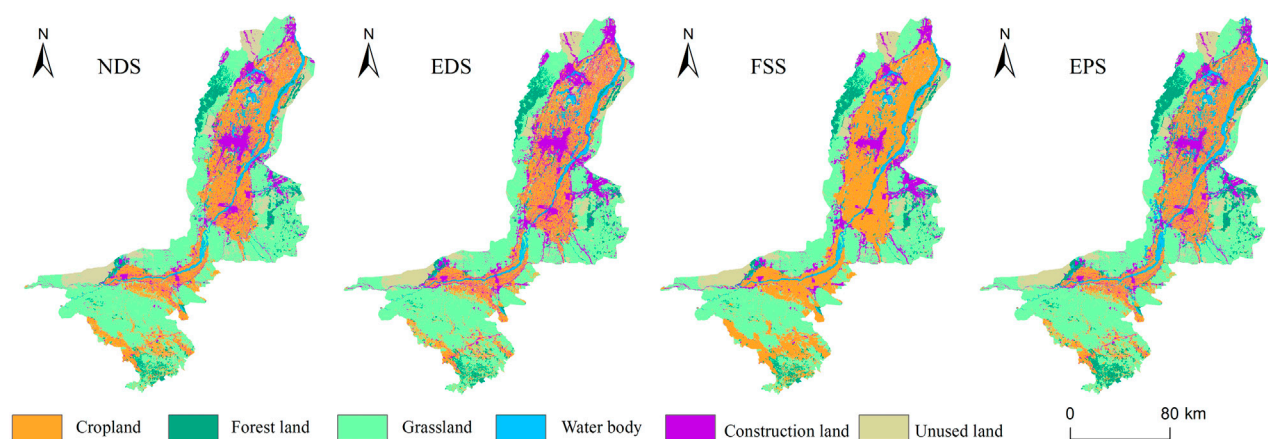 N
NDS
N
EDS
N
FSS
N
EPS
Cropland
Forest land
Grassland
Water body
Construction land
Unused land
0 80 km